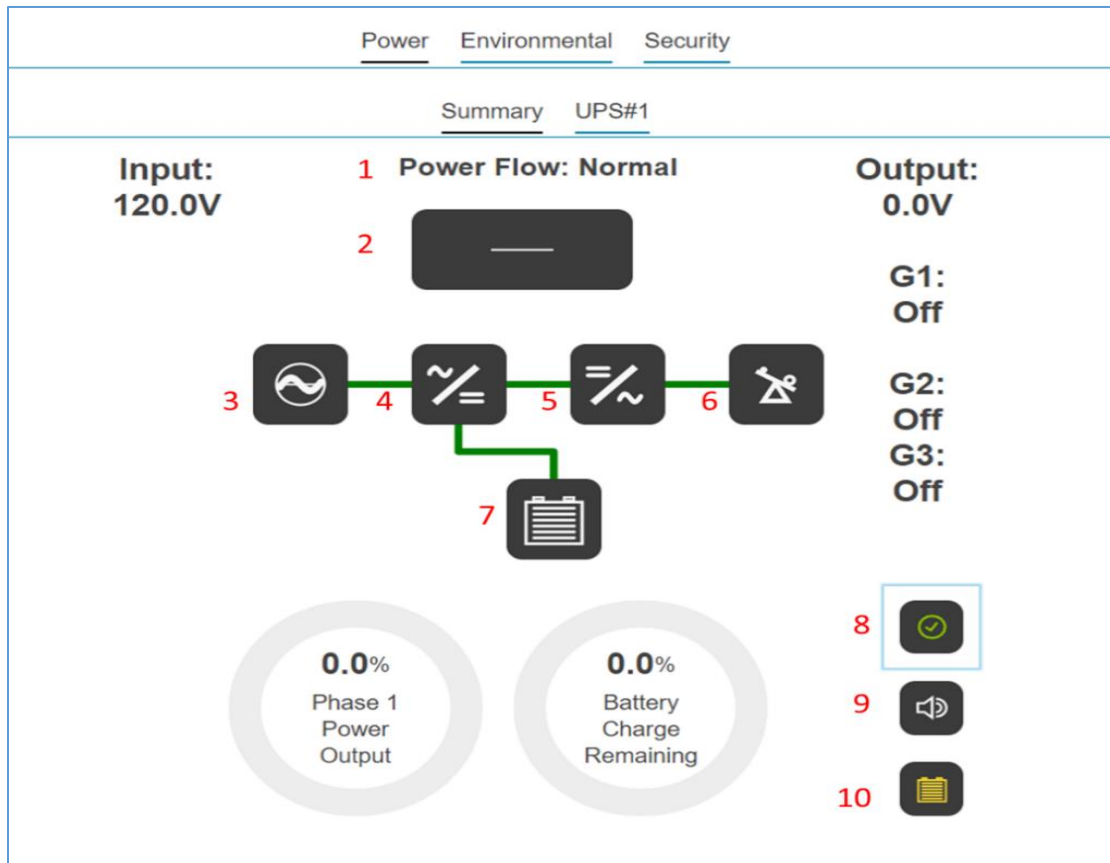 Power Environmental Security
Summary UPS#1
Input:
120.0V
1 Power Flow: Normal
Output:
0.0V
2
G1:
Off
3
4
5
6
G2:
Off
G3:
Off
7
0.0%
Phase 1
Power
Output
0.0%
Battery
Charge
Remaining
8
9
10